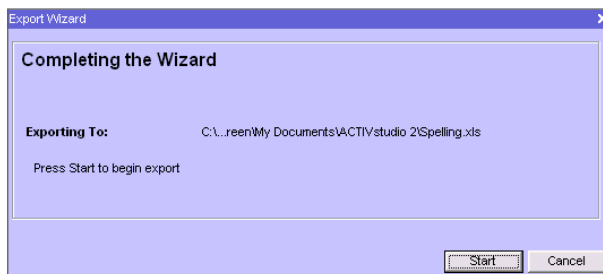 Export Wizard
Completing the Wizard
Exporting To: C:\...reen\My Documents\ACTIVstudio 2\Spelling.xls
Press Start to begin export
Start Cancel